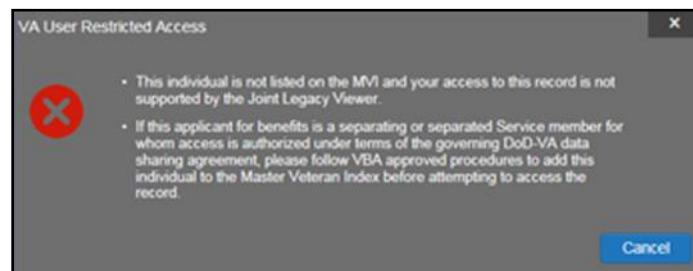 VA User Restricted Access
x
• This individual is not listed on the MVI and your access to this record is not
supported by the Joint Legacy Viewer.
• If this applicant for benefits is a separating or separated Service member for
whom access is authorized under terms of the governing DoD-VA data
sharing agreement, please follow VBA approved procedures to add this
individual to the Master Veteran Index before attempting to access the
record.
Cancel